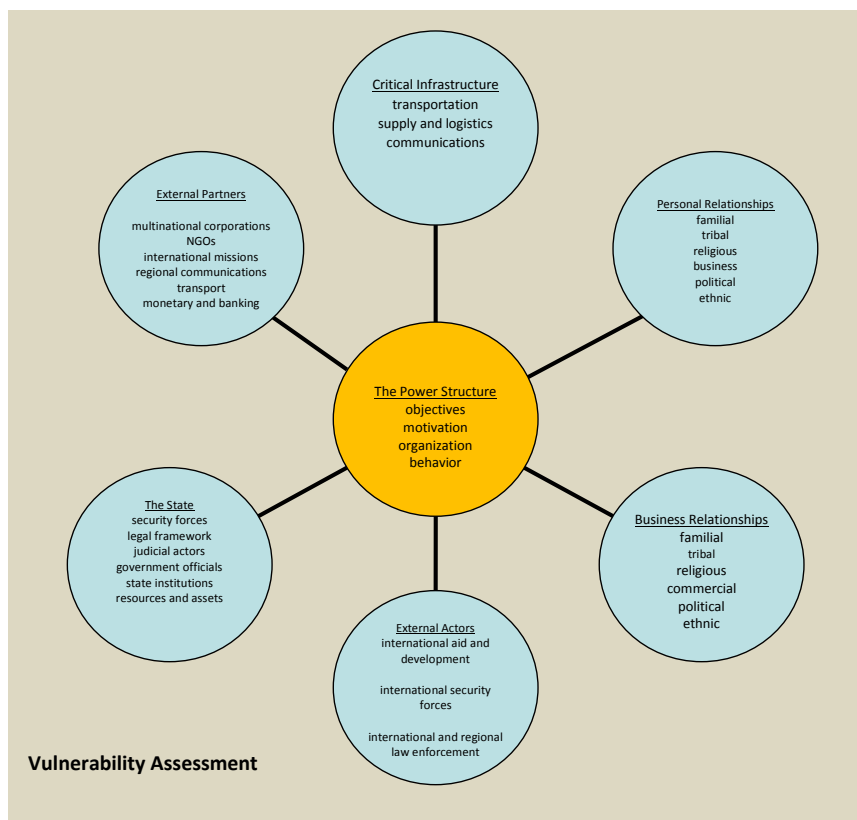 Critical Infrastructure
transportation
supply and logistics
communications
External Partners
multinational corporations
NGOs
international missions
regional communications
transport
monetary and banking
Personal Relationships
familial
tribal
religious
business
political
ethnic
The Power Structure
objectives
motivation
organization
behavior
The State
security forces
legal framework
judicial actors
government officials
state institutions
resources and assets
Business Relationships
familial
tribal
religious
commercial
political
ethnic
External Actors
international aid and
development
international security
forces
international and regional
law enforcement
Vulnerability Assessment